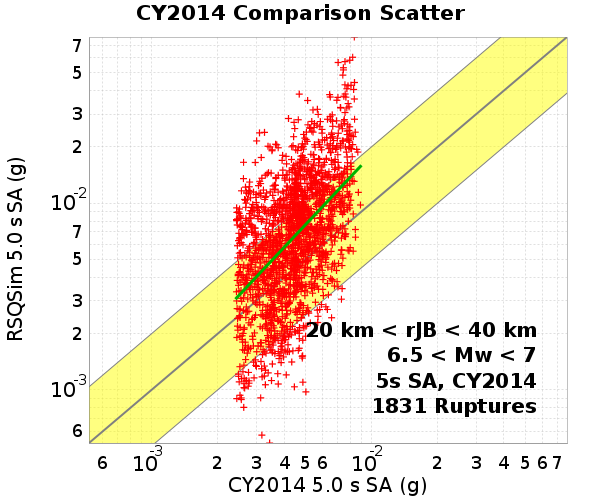 CY2014 Comparison Scatter
7
5
3
2
10⁻²
7
5
3
2
10⁻³
6
RSQSim 5.0 s SA (g)
20 km < rJB < 40 km
6.5 < Mw < 7
5s SA, CY2014
1831 Ruptures
6 10⁻³ 2 3 4 5 6 10⁻² 2 3 4 5 6 7
CY2014 5.0 s SA (g)